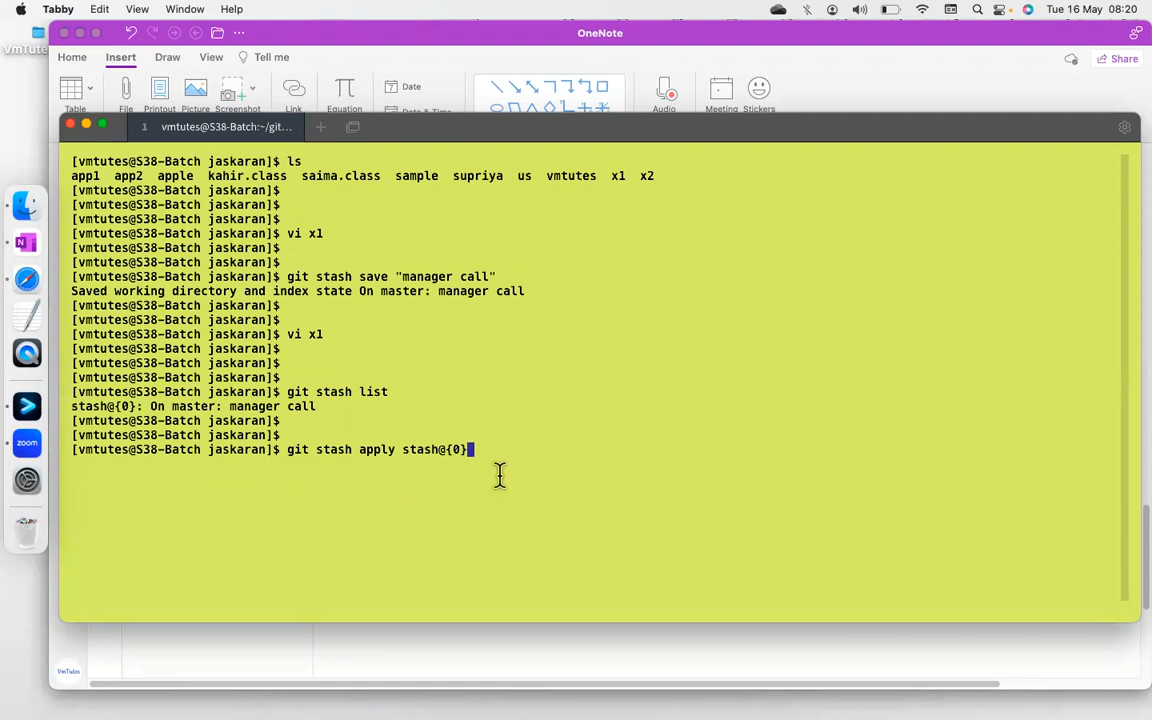 Tabby Edit View Window Help Tue 16 May 08:20
OneNote
VmTute
Home Insert Draw View Tell me Share
Table File Printout Picture Screenshot Link Equation Date Audio Meeting Stickers
Date & Time
1 vmtutes@S38-Batch:~/git...
[vmtutes@S38-Batch jaskaran]$ ls
app1 app2 apple kahir.class saima.class sample supriya us vmtutes x1 x2
[vmtutes@S38-Batch jaskaran]$
[vmtutes@S38-Batch jaskaran]$
[vmtutes@S38-Batch jaskaran]$
[vmtutes@S38-Batch jaskaran]$ vi x1
[vmtutes@S38-Batch jaskaran]$
[vmtutes@S38-Batch jaskaran]$
[vmtutes@S38-Batch jaskaran]$ git stash save "manager call"
Saved working directory and index state On master: manager call
[vmtutes@S38-Batch jaskaran]$
[vmtutes@S38-Batch jaskaran]$
[vmtutes@S38-Batch jaskaran]$ vi x1
[vmtutes@S38-Batch jaskaran]$
[vmtutes@S38-Batch jaskaran]$
[vmtutes@S38-Batch jaskaran]$
[vmtutes@S38-Batch jaskaran]$ git stash list
stash@{0}: On master: manager call
[vmtutes@S38-Batch jaskaran]$
[vmtutes@S38-Batch jaskaran]$
[vmtutes@S38-Batch jaskaran]$ git stash apply stash@{0}
zoom
VmTutes